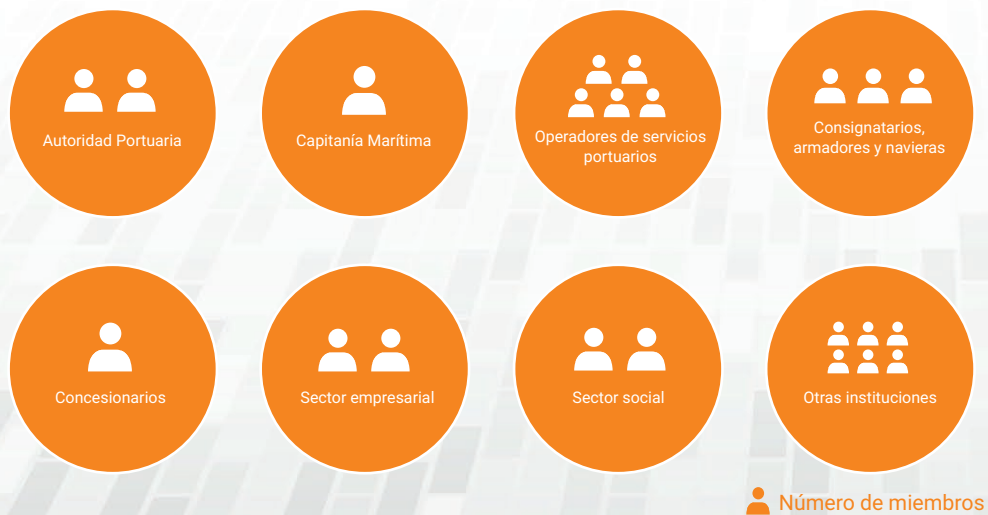 Autoridad Portuaria
Capitanía Marítima
Operadores de servicios
portuarios
Consignatarios,
armadores y navieras
Concesionarios
Sector empresarial
Sector social
Otras instituciones
Número de miembros